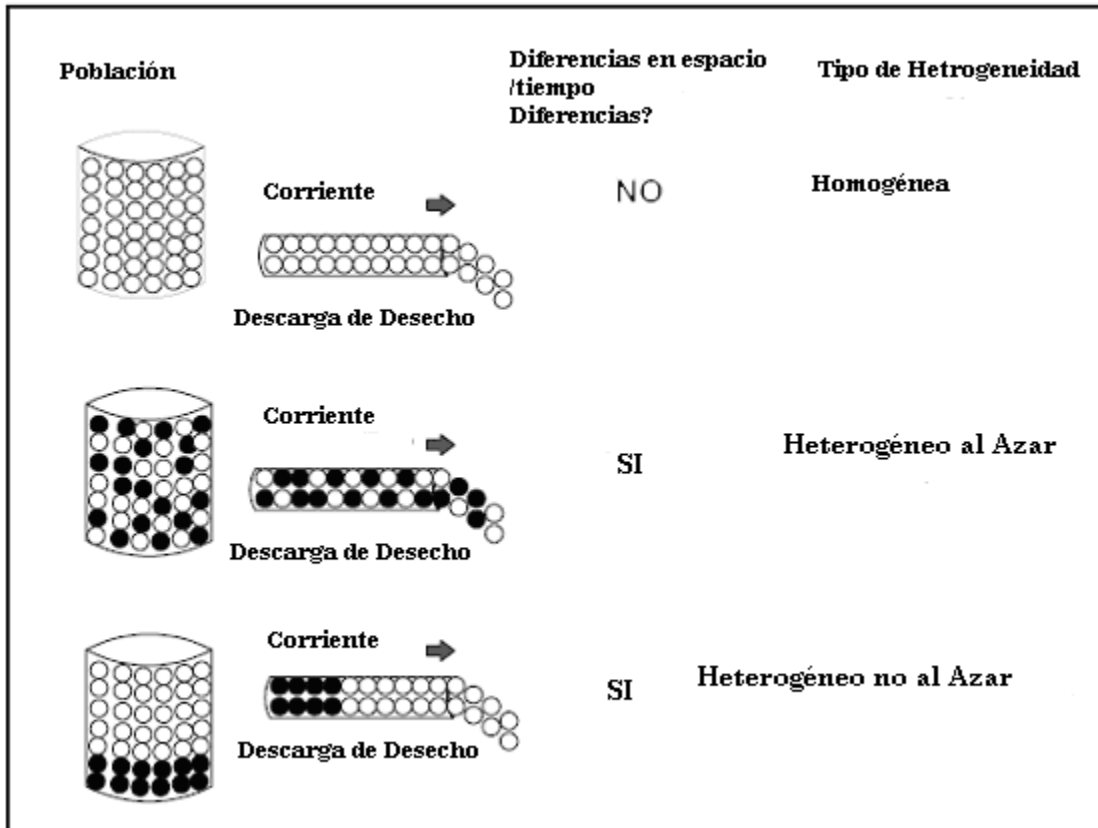 Población
Diferencias en espacio
/tiempo
Diferencias?
Tipo de Hetrogeneidad
Corriente
NO
Homogénea
Descarga de Desecho
Corriente
SI
Heterogéneo al Azar
Descarga de Desecho
Corriente
SI
Heterogéneo no al Azar
Descarga de Desecho